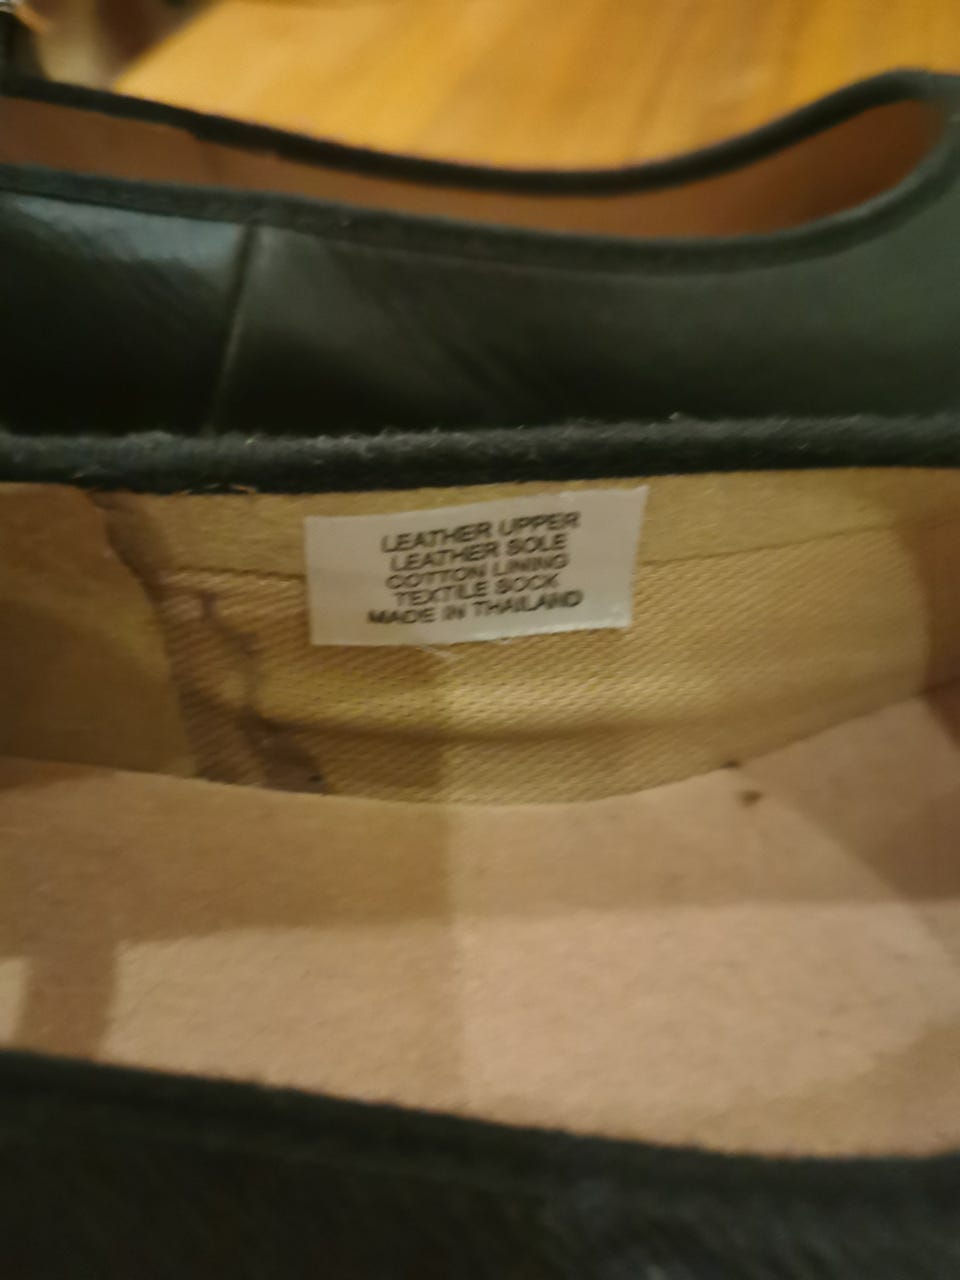 LEATHER UPPER
LEATHER SOLE
COTTON LINING
TEXTILE SOCK
MADE IN THAILAND